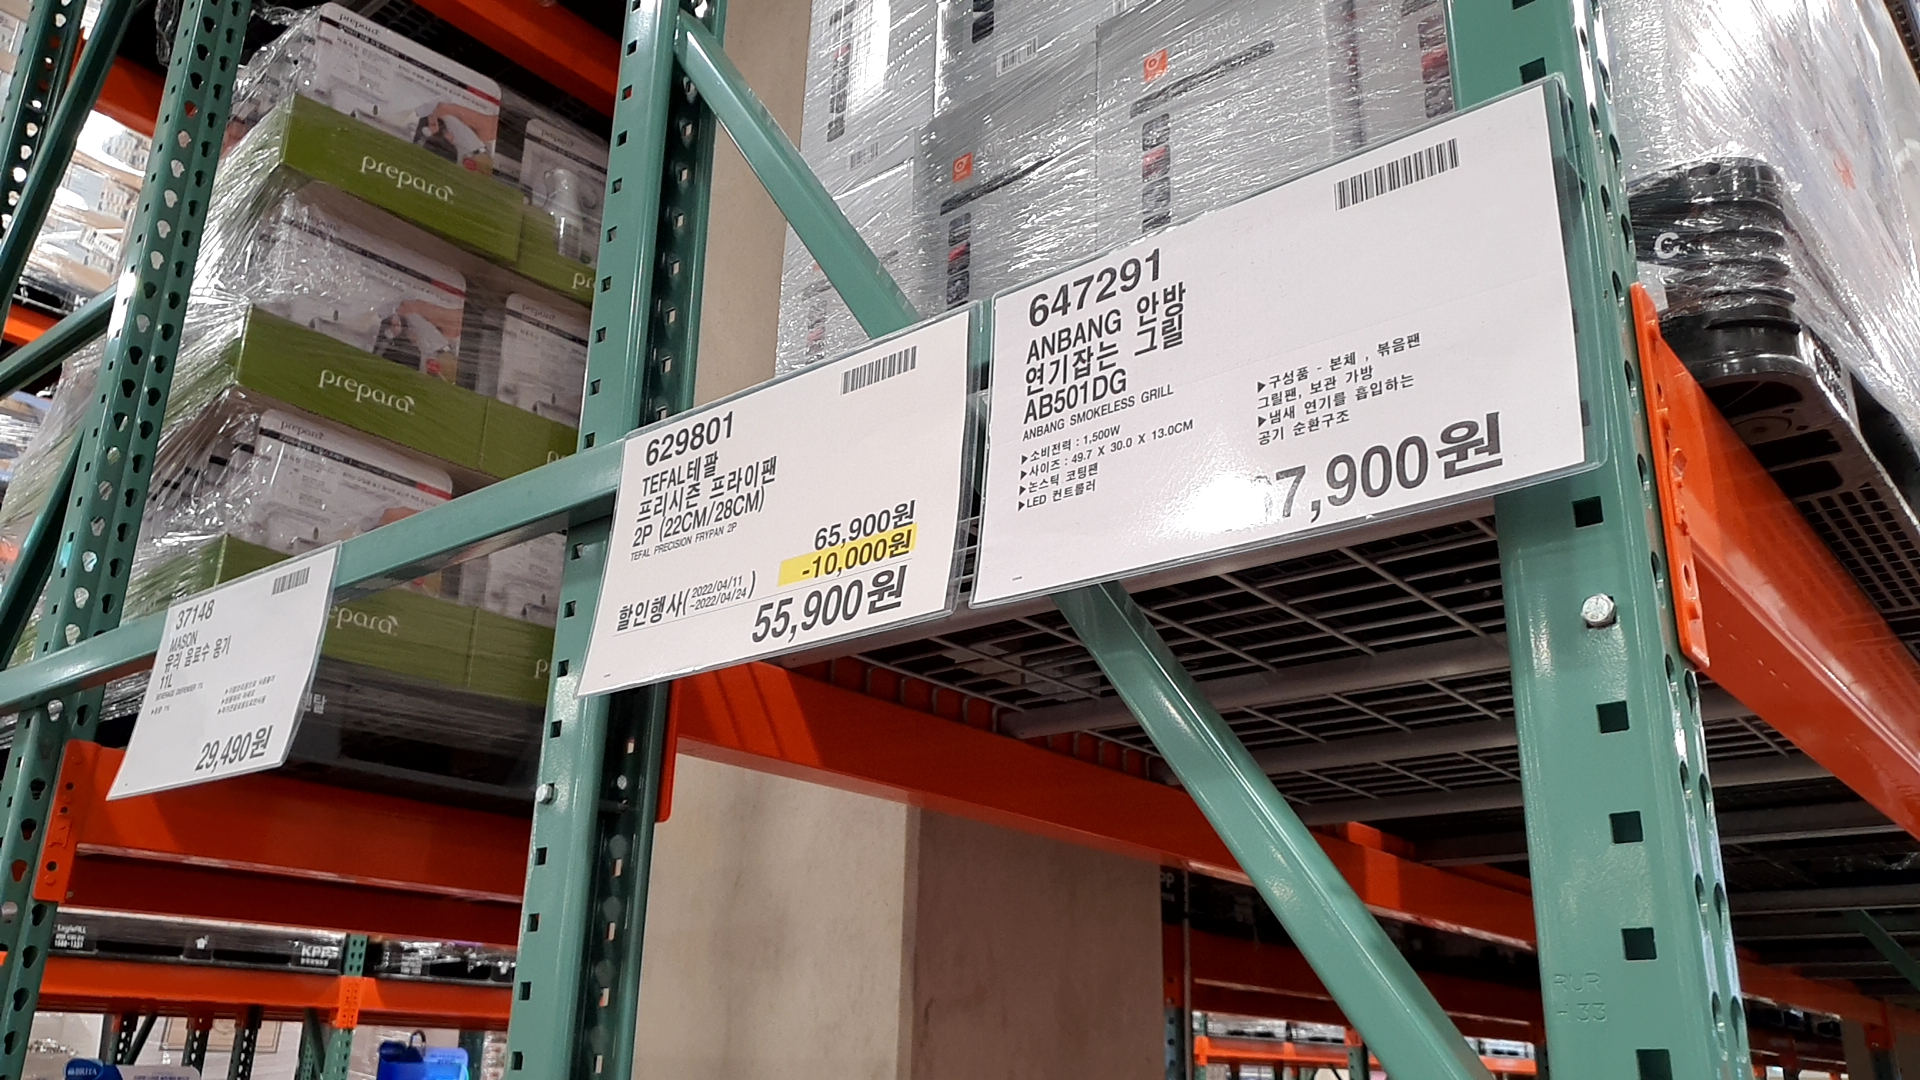 prepara
prepara
prepara
epara
37148
MASON
유리 음료수 용기
11L
29,490원
629801
TEFAL테팔
프리시즌 프라이팬
2P (22CM/28CM)
TEFAL PRECISION FRYPAN 2P
65,900원
-10,000원
할인행사(2022/04/11~2022/04/24)
55,900원
647291
ANBANG 안방
연기잡는 그릴
AB501DG
ANBANG SMOKELESS GRILL
▶소비전력 : 1,500W
▶사이즈 : 49.7 X 30.0 X 13.0CM
▶논스틱 코팅팬
▶LED 컨트롤러
▶구성품 - 본체 , 볶음팬
그릴팬, 보관 가방
▶냄새 연기를 흡입하는
공기 순환구조
7,900원
C
RUR
-133
KPP
BRITA